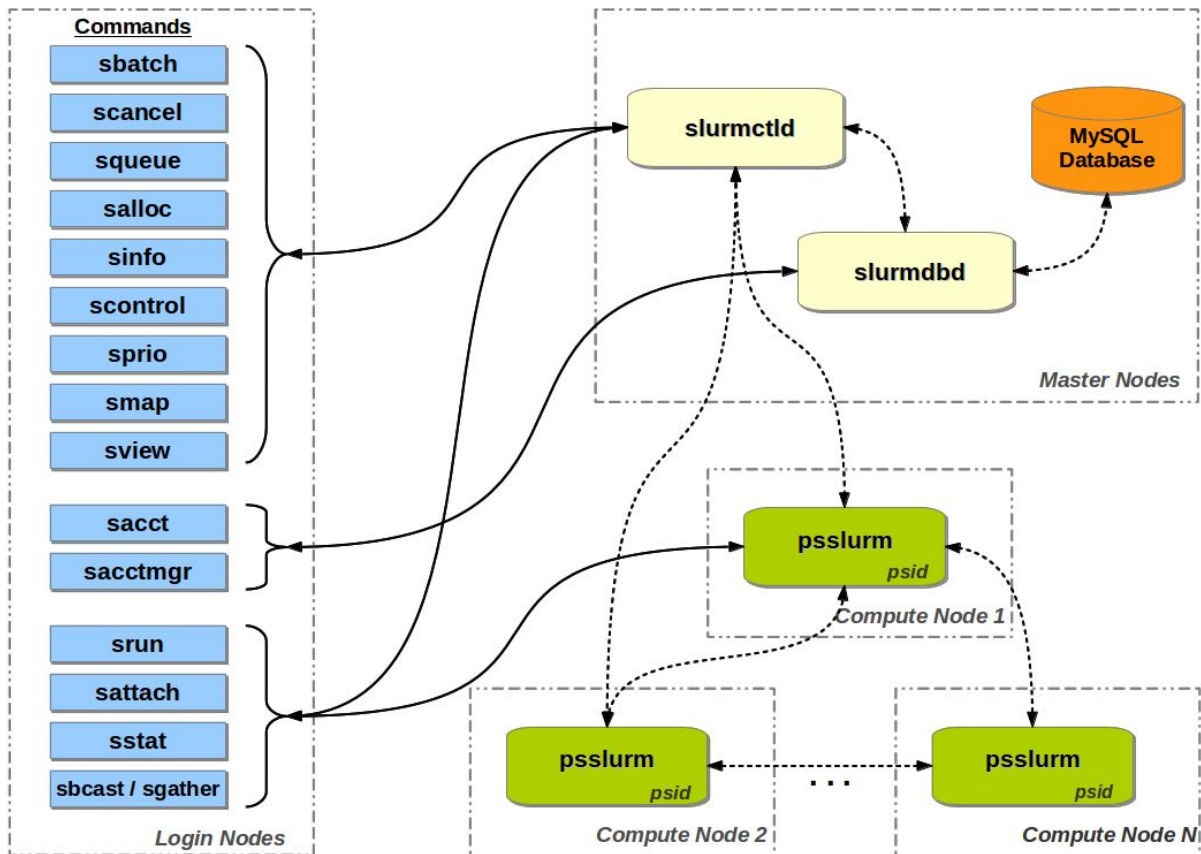 Commands
sbatch
scancel
squeue
salloc
sinfo
scontrol
sprio
smap
sview
sacct
sacctmgr
srun
sattach
sstat
sbcast / sgather
Login Nodes
slurmctld
MySQL
Database
slurmdbd
Master Nodes
psslurm
psid
Compute Node 1
psslurm
psid
Compute Node 2
. . .
psslurm
psid
Compute Node N